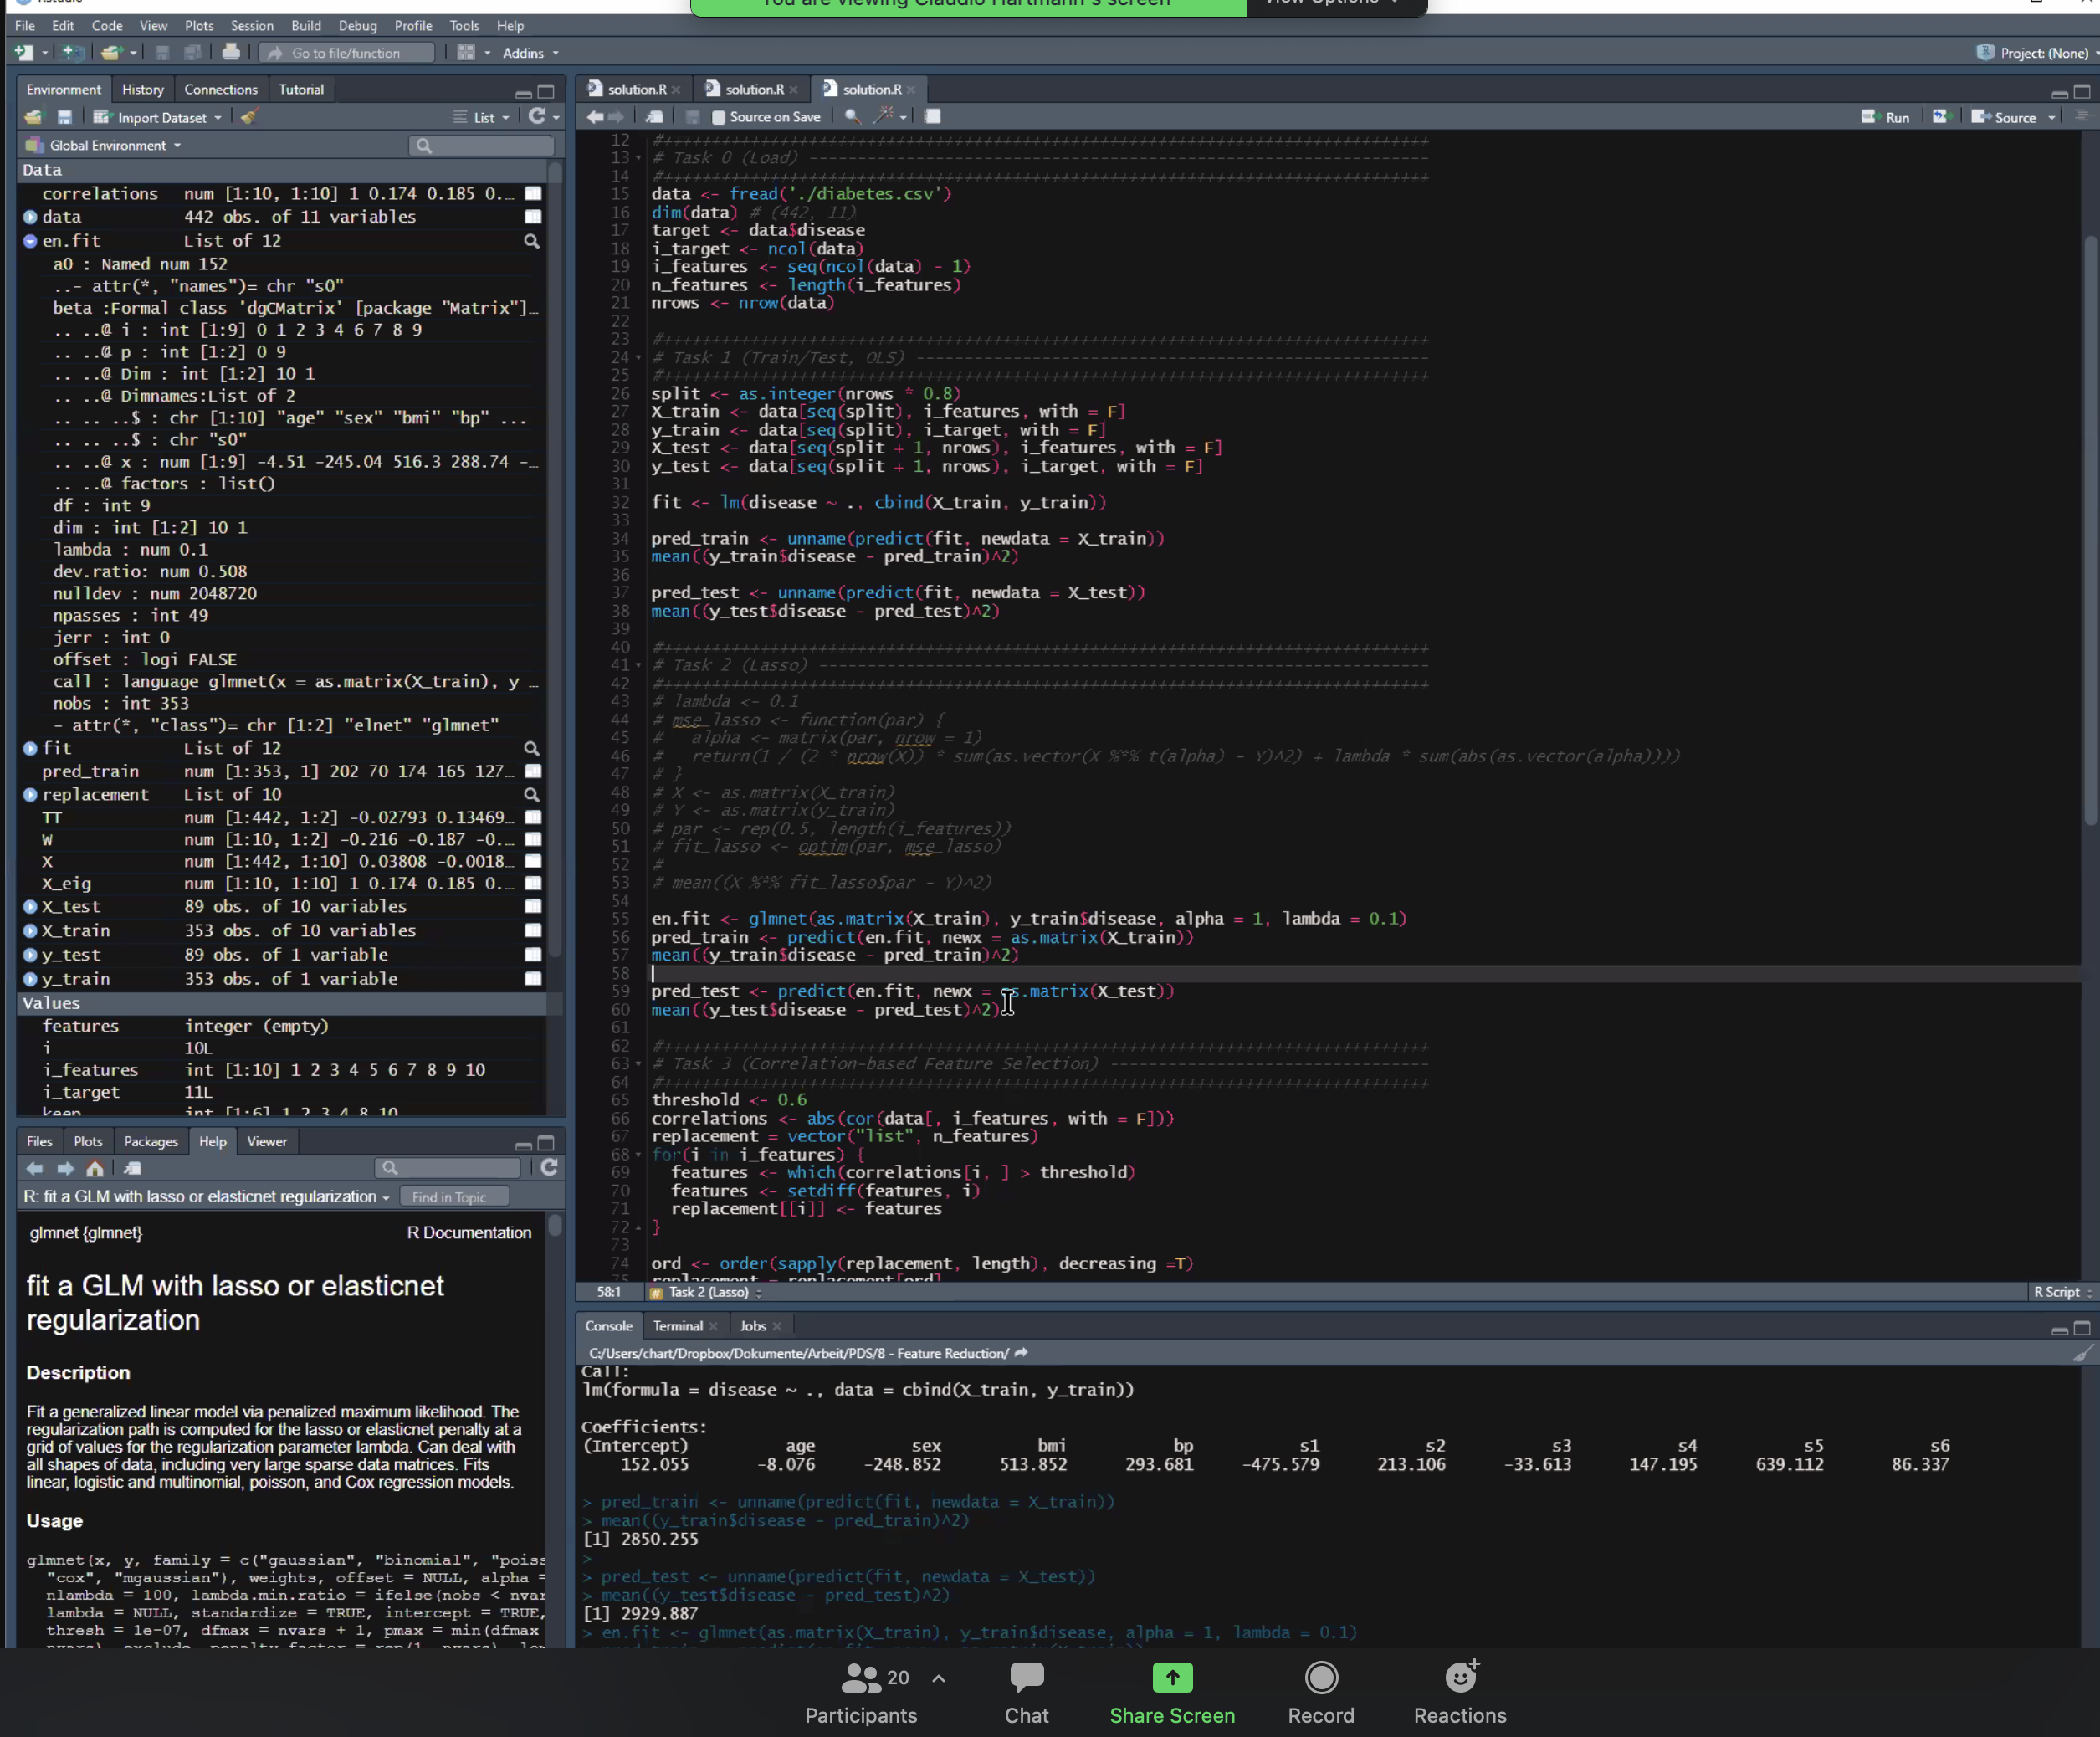 You are viewing Claudio Hartmann's screen View Options
File Edit Code View Plots Session Build Debug Profile Tools Help
Go to file/function Addins Project: (None)
Environment History Connections Tutorial
Import Dataset List
Global Environment
Data
correlations num [1:10, 1:10] 1 0.174 0.185 0...
data 442 obs. of 11 variables
en.fit List of 12
a0 : Named num 152
..- attr(*, "names")= chr "s0"
beta :Formal class 'dgCMatrix' [package "Matrix"]...
.. ..@ i : int [1:9] 0 1 2 3 4 6 7 8 9
.. ..@ p : int [1:2] 0 9
.. ..@ Dim : int [1:2] 10 1
.. ..@ Dimnames:List of 2
.. .. ..$ : chr [1:10] "age" "sex" "bmi" "bp" ...
.. .. ..$ : chr "s0"
.. ..@ x : num [1:9] -4.51 -245.04 516.3 288.74 -...
.. ..@ factors : list()
df : int 9
dim : int [1:2] 10 1
lambda : num 0.1
dev.ratio: num 0.508
nulldev : num 2048720
npasses : int 49
jerr : int 0
offset : logi FALSE
call : language glmnet(x = as.matrix(X_train), y ...
nobs : int 353
- attr(*, "class")= chr [1:2] "elnet" "glmnet"
fit List of 12
pred_train num [1:353, 1] 202 70 174 165 127...
replacement List of 10
TT num [1:442, 1:2] -0.02793 0.13469...
W num [1:10, 1:2] -0.216 -0.187 -0...
X num [1:442, 1:10] 0.03808 -0.0018...
X_eig num [1:10, 1:10] 1 0.174 0.185 0...
X_test 89 obs. of 10 variables
X_train 353 obs. of 10 variables
y_test 89 obs. of 1 variable
y_train 353 obs. of 1 variable
Values
features integer (empty)
i 10L
i_features int [1:10] 1 2 3 4 5 6 7 8 9 10
i_target 11L
keep int [1:6] 1 2 3 4 8 10
Files Plots Packages Help Viewer
R: fit a GLM with lasso or elasticnet regularization Find in Topic
glmnet {glmnet} R Documentation
fit a GLM with lasso or elasticnet
regularization
Description
Fit a generalized linear model via penalized maximum likelihood. The
regularization path is computed for the lasso or elasticnet penalty at a
grid of values for the regularization parameter lambda. Can deal with
all shapes of data, including very large sparse data matrices. Fits
linear, logistic and multinomial, poisson, and Cox regression models.
Usage
glmnet(x, y, family = c("gaussian", "binomial", "poiss
"cox", "mgaussian"), weights, offset = NULL, alpha =
nlambda = 100, lambda.min.ratio = ifelse(nobs < nvar
lambda = NULL, standardize = TRUE, intercept = TRUE,
thresh = 1e-07, dfmax = nvars + 1, pmax = min(dfmax
solution.R solution.R solution.R
Source on Save Run Source
12 #++++++++++++++++++++++++++++++++++++++++++++++++++++++++++++++++++++++++++++++
13 # Task 0 (Load) ----------------------------------------------------------------
14 #++++++++++++++++++++++++++++++++++++++++++++++++++++++++++++++++++++++++++++++
15 data <- fread('./diabetes.csv')
16 dim(data) # (442, 11)
17 target <- data$disease
18 i_target <- ncol(data)
19 i_features <- seq(ncol(data) - 1)
20 n_features <- length(i_features)
21 nrows <- nrow(data)
22
23 #++++++++++++++++++++++++++++++++++++++++++++++++++++++++++++++++++++++++++++++
24 # Task 1 (Train/Test, OLS) -----------------------------------------------------
25 #++++++++++++++++++++++++++++++++++++++++++++++++++++++++++++++++++++++++++++++
26 split <- as.integer(nrows * 0.8)
27 X_train <- data[seq(split), i_features, with = F]
28 y_train <- data[seq(split), i_target, with = F]
29 X_test <- data[seq(split + 1, nrows), i_features, with = F]
30 y_test <- data[seq(split + 1, nrows), i_target, with = F]
31
32 fit <- lm(disease ~ ., cbind(X_train, y_train))
33
34 pred_train <- unname(predict(fit, newdata = X_train))
35 mean((y_train$disease - pred_train)^2)
36
37 pred_test <- unname(predict(fit, newdata = X_test))
38 mean((y_test$disease - pred_test)^2)
39
40 #++++++++++++++++++++++++++++++++++++++++++++++++++++++++++++++++++++++++++++++
41 # Task 2 (Lasso) ---------------------------------------------------------------
42 #++++++++++++++++++++++++++++++++++++++++++++++++++++++++++++++++++++++++++++++
43 # lambda <- 0.1
44 # mse_lasso <- function(par) {
45 # alpha <- matrix(par, nrow = 1)
46 # return(1 / (2 * nrow(X)) * sum(as.vector(X %*% t(alpha) - Y)^2) + lambda * sum(abs(as.vector(alpha))))
47 # }
48 # X <- as.matrix(X_train)
49 # Y <- as.matrix(y_train)
50 # par <- rep(0.5, length(i_features))
51 # fit_lasso <- optim(par, mse_lasso)
52 #
53 # mean((X %*% fit_lasso$par - Y)^2)
54
55 en.fit <- glmnet(as.matrix(X_train), y_train$disease, alpha = 1, lambda = 0.1)
56 pred_train <- predict(en.fit, newx = as.matrix(X_train))
57 mean((y_train$disease - pred_train)^2)
58
59 pred_test <- predict(en.fit, newx = as.matrix(X_test))
60 mean((y_test$disease - pred_test)^2)
61
62 #++++++++++++++++++++++++++++++++++++++++++++++++++++++++++++++++++++++++++++++
63 # Task 3 (Correlation-based Feature Selection) ---------------------------------
64 #++++++++++++++++++++++++++++++++++++++++++++++++++++++++++++++++++++++++++++++
65 threshold <- 0.6
66 correlations <- abs(cor(data[, i_features, with = F]))
67 replacement = vector("list", n_features)
68 for(i in i_features) {
69 features <- which(correlations[i, ] > threshold)
70 features <- setdiff(features, i)
71 replacement[[i]] <- features
72 }
73
74 ord <- order(sapply(replacement, length), decreasing =T)
75 replacement = replacement[ord]
58:1 Task 2 (Lasso) R Script
Console Terminal Jobs
C:/Users/chart/Dropbox/Dokumente/Arbeit/PDS/8 - Feature Reduction/
Call:
lm(formula = disease ~ ., data = cbind(X_train, y_train))
Coefficients:
(Intercept) age sex bmi bp s1 s2 s3 s4 s5 s6
152.055 -8.076 -248.852 513.852 293.681 -475.579 213.106 -33.613 147.195 639.112 86.337
> pred_train <- unname(predict(fit, newdata = X_train))
> mean((y_train$disease - pred_train)^2)
[1] 2850.255
>
> pred_test <- unname(predict(fit, newdata = X_test))
> mean((y_test$disease - pred_test)^2)
[1] 2929.887
> en.fit <- glmnet(as.matrix(X_train), y_train$disease, alpha = 1, lambda = 0.1)
20
Participants Chat Share Screen Record Reactions